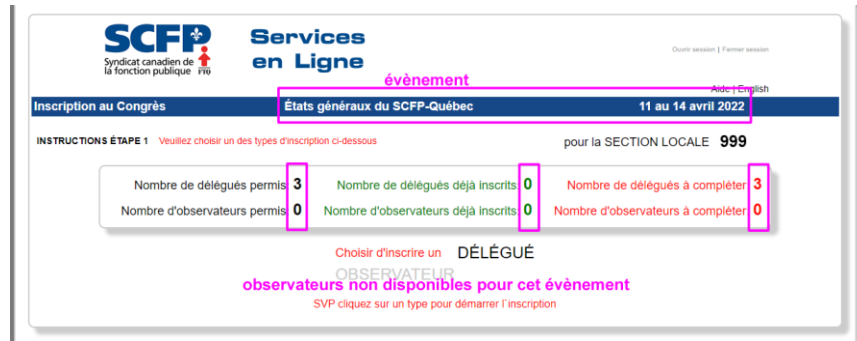 SCFP
Syndicat canadien de
la fonction publique FTQ
Services
en Ligne
Ouvrir session | Fermer session
évènement
Aide | English
Inscription au Congrès États généraux du SCFP-Québec 11 au 14 avril 2022
INSTRUCTIONS ÉTAPE 1 Veuillez choisir un des types d'inscription ci-dessous pour la SECTION LOCALE 999
Nombre de délégués permis 3 Nombre de délégués déjà inscrits: 0 Nombre de délégués à compléter 3
Nombre d'observateurs permis 0 Nombre d'observateurs déjà inscrits: 0 Nombre d'observateurs à compléter 0
Choisir d'inscrire un DÉLÉGUÉ
OBSERVATEUR
observateurs non disponibles pour cet évènement
SVP cliquez sur un type pour démarrer l`inscription